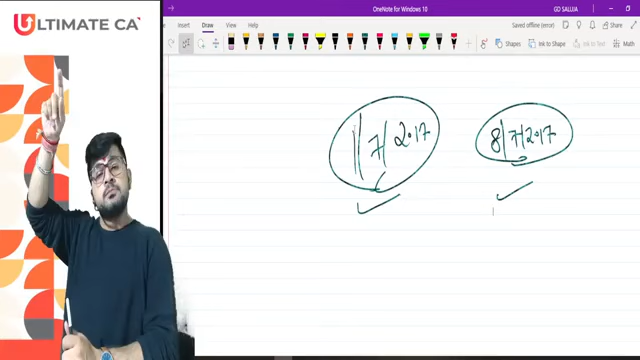 ULTIMATE CA
OneNote for Windows 10
GD SALUJA
Insert
Draw
View
Saved offline (error)
Shapes
Ink to Shape
Ink to Text
Math
1/7/2017
8/7/2017